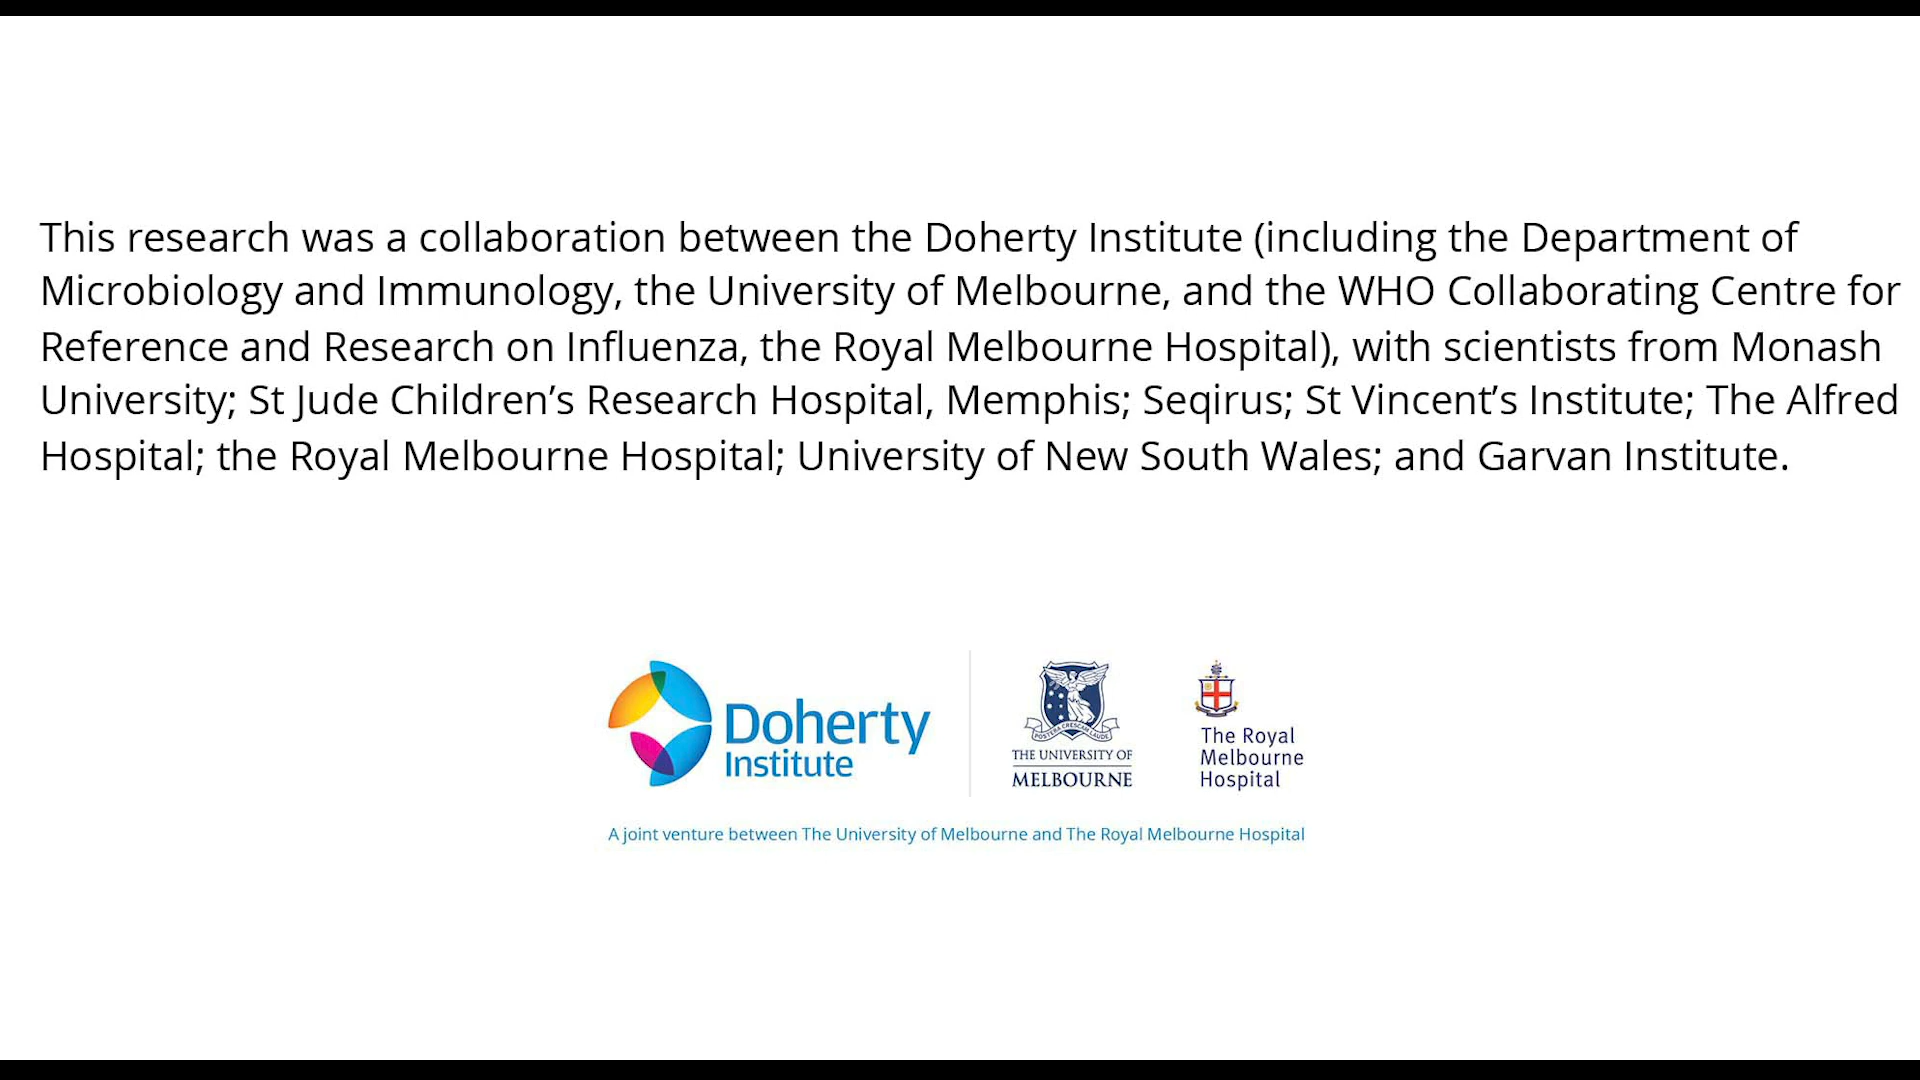 This research was a collaboration between the Doherty Institute (including the Department of
Microbiology and Immunology, the University of Melbourne, and the WHO Collaborating Centre for
Reference and Research on Influenza, the Royal Melbourne Hospital), with scientists from Monash
University; St Jude Children’s Research Hospital, Memphis; Seqirus; St Vincent’s Institute; The Alfred
Hospital; the Royal Melbourne Hospital; University of New South Wales; and Garvan Institute.
Doherty
Institute
POSTERA CRESCAM LAUDE
THE UNIVERSITY OF
MELBOURNE
The Royal
Melbourne
Hospital
A joint venture between The University of Melbourne and The Royal Melbourne Hospital